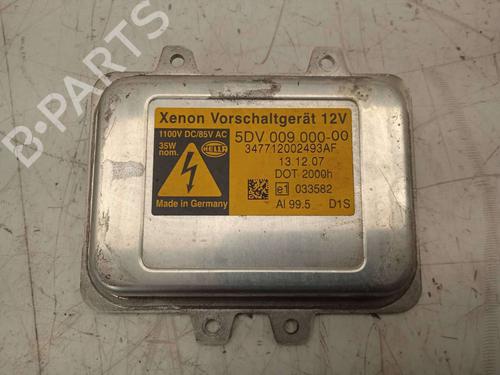 B-PARTS
Xenon Vorschaltgerät 12V
1100V DC/85V AC
35W
nom.
HELLA
5DV 009 000-00
347712002493AF
13.12.07
DOT 2000h
e1 033582
Made in Germany
Al 99.5 D1S